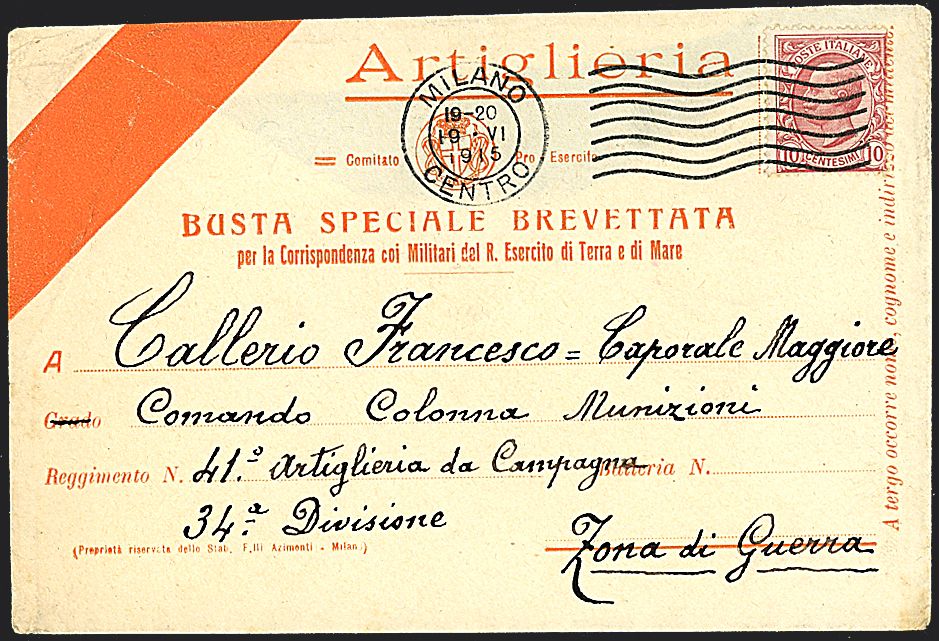 Artiglieria
POSTE ITALIANE
10 CENTESIMI 10
MILANO
19-20
19 · VI
1915
CENTRO
Comitato Pro Esercito
BUSTA SPECIALE BREVETTATA
per la Corrispondenza coi Militari del R. Esercito di Terra e di Mare
A Callerio Francesco = Caporale Maggiore
Grado Comando Colonna Munizioni
Reggimento N. 41.° Artiglieria da Campagna Batteria N.
34.a Divisione
Zona di Guerra
(Proprietà riservata dello Stab. F.lli Azimonti - Milano)
A tergo occorre nome, cognome e indirizzo del mittente.